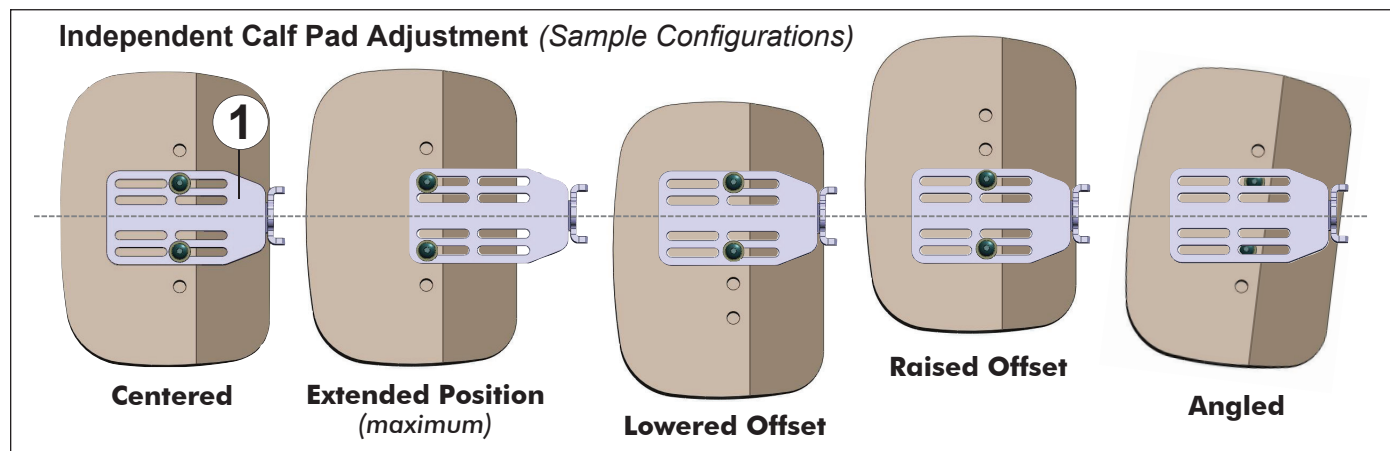 Independent Calf Pad Adjustment (Sample Configurations)
1
Centered
Extended Position
(maximum)
Lowered Offset
Raised Offset
Angled